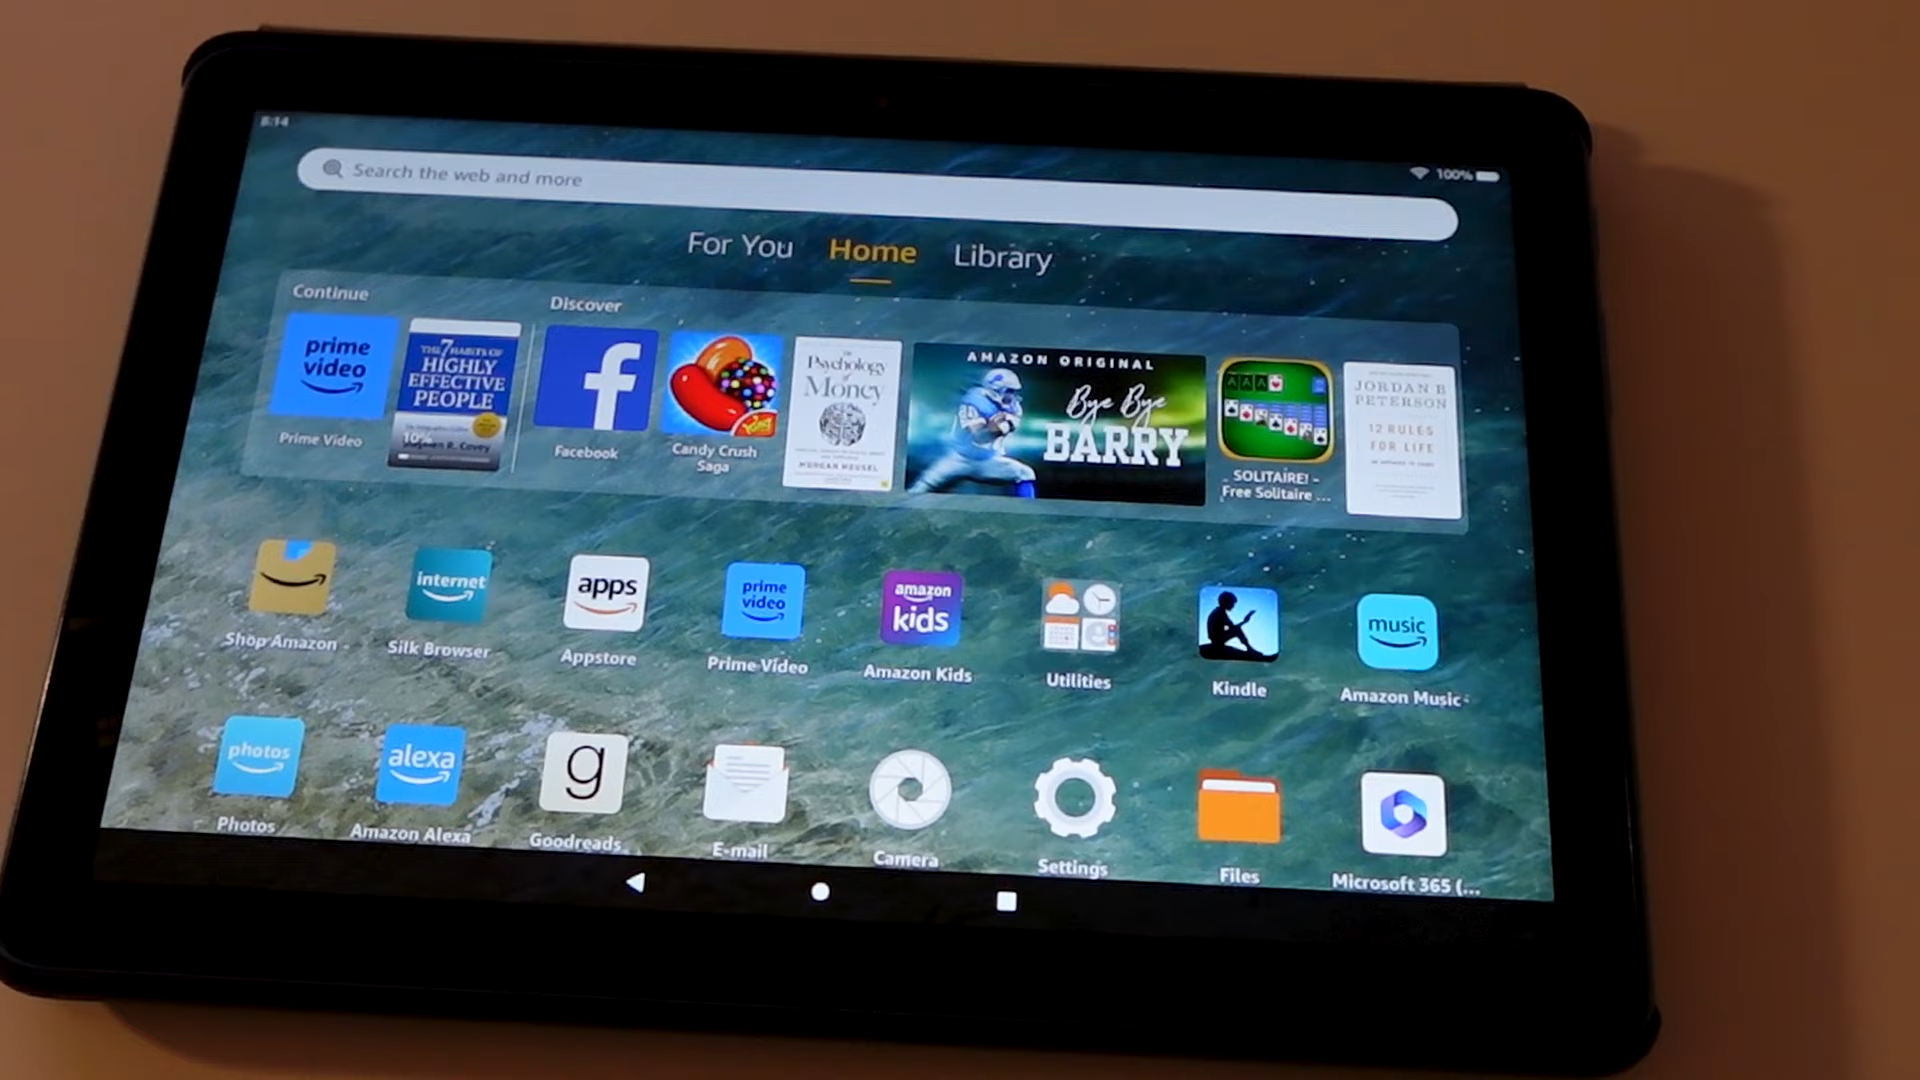 8:14
100%
Search the web and more
For You
Home
Library
Continue
Discover
prime
video
Prime Video
THE 7 HABITS OF
HIGHLY
EFFECTIVE
PEOPLE
10%
R. Covey
Facebook
Candy Crush
Saga
Psychology
of
Money
MORGAN HOUSEL
AMAZON ORIGINAL
Bye Bye
BARRY
SOLITAIRE! -
Free Solitaire ...
JORDAN B
PETERSON
12 RULES
FOR LIFE
Shop Amazon
internet
Silk Browser
apps
Appstore
prime
video
Prime Video
amazon
kids
Amazon Kids
Utilities
Kindle
music
Amazon Music
photos
Photos
alexa
Amazon Alexa
g
Goodreads
E-mail
Camera
Settings
Files
Microsoft 365 (...